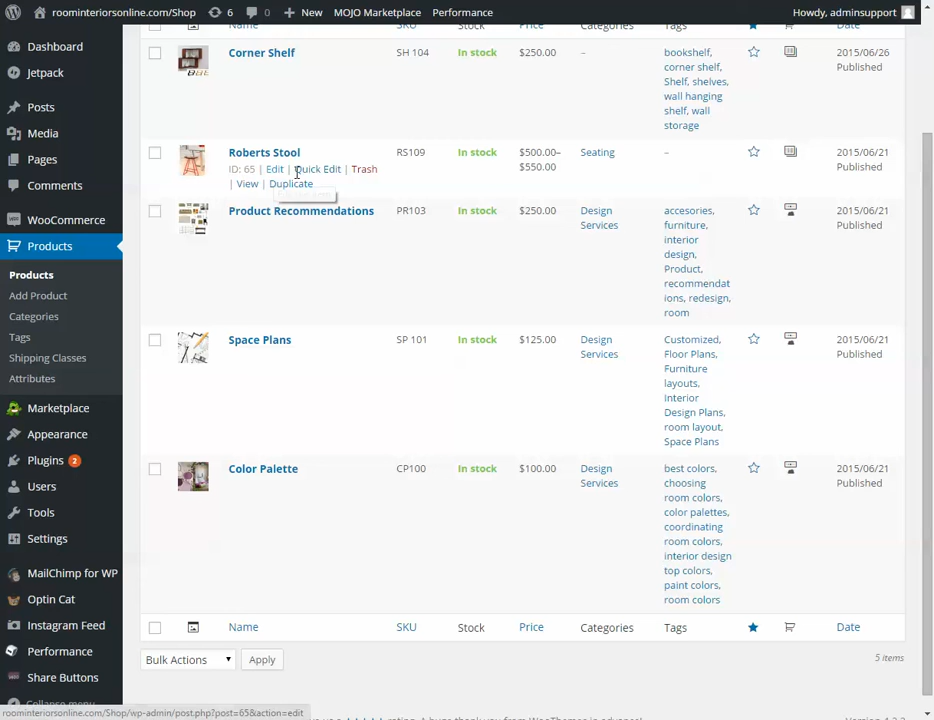 roominteriorsonline.com/Shop 6 0 New MOJO Marketplace Performance Howdy, adminsupport
Dashboard
Jetpack
Posts
Media
Pages
Comments
WooCommerce
Products
Products
Add Product
Categories
Tags
Shipping Classes
Attributes
Marketplace
Appearance
Plugins 2
Users
Tools
Settings
MailChimp for WP
Optin Cat
Instagram Feed
Performance
Share Buttons
Collapse menu
Name SKU Stock Price Categories Tags Date
Corner Shelf SH 104 In stock $250.00 – bookshelf, 2015/06/26
corner shelf, Published
Shelf, shelves,
wall hanging
shelf, wall
storage
Roberts Stool RS109 In stock $500.00– Seating – 2015/06/21
ID: 65 | Edit | Quick Edit | Trash $550.00 Published
| View | Duplicate
Product Recommendations PR103 In stock $250.00 Design accesories, 2015/06/21
Services furniture, Published
interior
design,
Product,
recommendat
ions, redesign,
room
Space Plans SP 101 In stock $125.00 Design Customized, 2015/06/21
Services Floor Plans, Published
Furniture
layouts,
Interior
Design Plans,
room layout,
Space Plans
Color Palette CP100 In stock $100.00 Design best colors, 2015/06/21
Services choosing Published
room colors,
color palettes,
coordinating
room colors,
interior design
top colors,
paint colors,
room colors
Name SKU Stock Price Categories Tags Date
Bulk Actions Apply 5 items
roominteriorsonline.com/Shop/wp-admin/post.php?post=65&action=edit